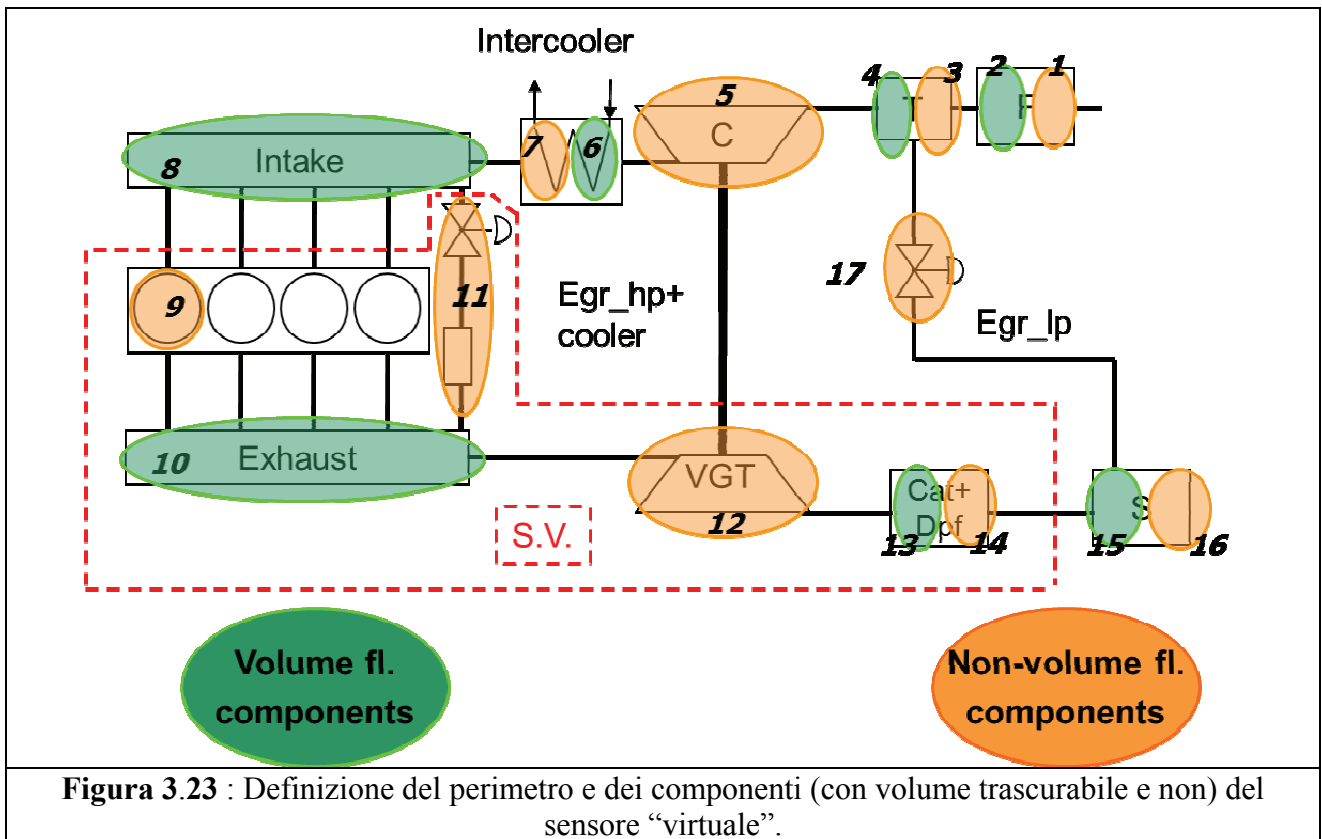 Intercooler
4
3
2
1
T
F
5
C
7
6
8
Intake
17
9
11
Egr_hp+
cooler
Egr_lp
10
Exhaust
VGT
12
Cat+
Dpf
13
14
S
15
16
S.V.
Volume fl.
components
Non-volume fl.
components
Figura 3.23 : Definizione del perimetro e dei componenti (con volume trascurabile e non) del
sensore “virtuale”.